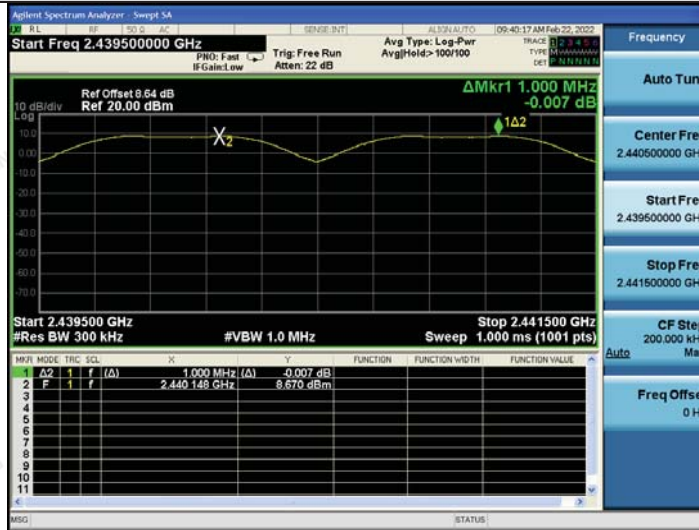 Agilent Spectrum Analyzer - Swept SA
RL RF 50 Ω AC SENSE:INT ALIGN AUTO 09:40:17 AM Feb 22, 2022
Start Freq 2.439500000 GHz
PNO: Fast
IFGain:Low
Trig: Free Run
Atten: 22 dB
Avg Type: Log-Pwr
Avg|Hold:> 100/100
TRACE 1 2 3 4 5 6
TYPE M
DET P N N N N N
Ref Offset 8.64 dB
Ref 20.00 dBm
10 dB/div
Log
ΔMkr1 1.000 MHz
-0.007 dB
10.0
0.00
-10.0
-20.0
-30.0
-40.0
-50.0
-60.0
-70.0
X2
1Δ2
Start 2.439500 GHz Stop 2.441500 GHz
#Res BW 300 kHz #VBW 1.0 MHz Sweep 1.000 ms (1001 pts)
MKR MODE TRC SCL X Y FUNCTION FUNCTION WIDTH FUNCTION VALUE
1 Δ2 1 f (Δ) 1.000 MHz (Δ) -0.007 dB
2 F 1 f 2.440 148 GHz 8.670 dBm
3
4
5
6
7
8
9
10
11
MSG STATUS
Frequency
Auto Tun
Center Fre
2.440500000 GH
Start Fre
2.439500000 GH
Stop Fre
2.441500000 GH
CF Ste
200.000 kH
Auto Ma
Freq Offse
0 H